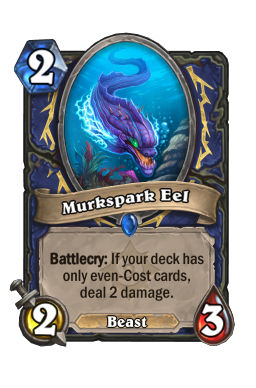 2
Murkspark Eel
Battlecry: If your deck has
only even-Cost cards,
deal 2 damage.
2
Beast
3